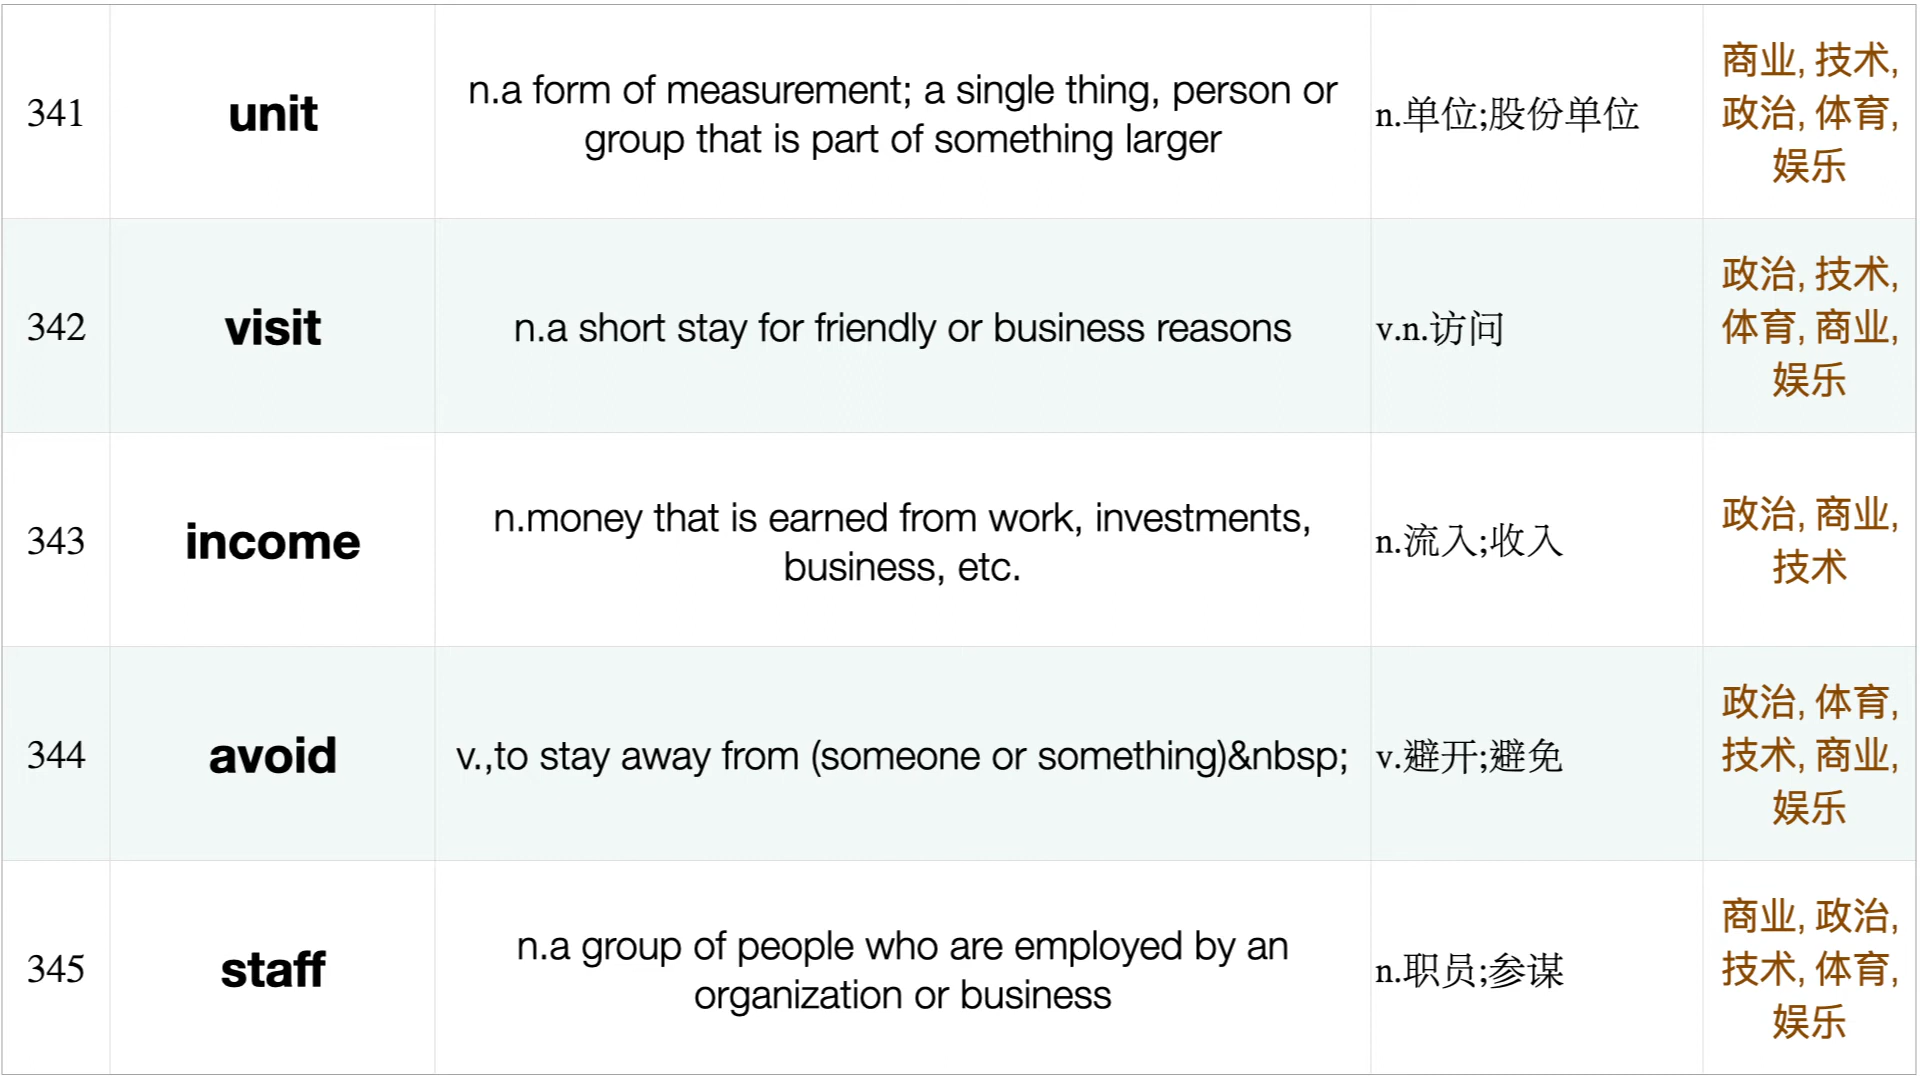 341
unit
n.a form of measurement; a single thing, person or
group that is part of something larger
n.单位;股份单位
商业, 技术,
政治, 体育,
娱乐
342
visit
n.a short stay for friendly or business reasons
v.n.访问
政治, 技术,
体育, 商业,
娱乐
343
income
n.money that is earned from work, investments,
business, etc.
n.流入;收入
政治, 商业,
技术
344
avoid
v.,to stay away from (someone or something)&nbsp;
v.避开;避免
政治, 体育,
技术, 商业,
娱乐
345
staff
n.a group of people who are employed by an
organization or business
n.职员;参谋
商业, 政治,
技术, 体育,
娱乐